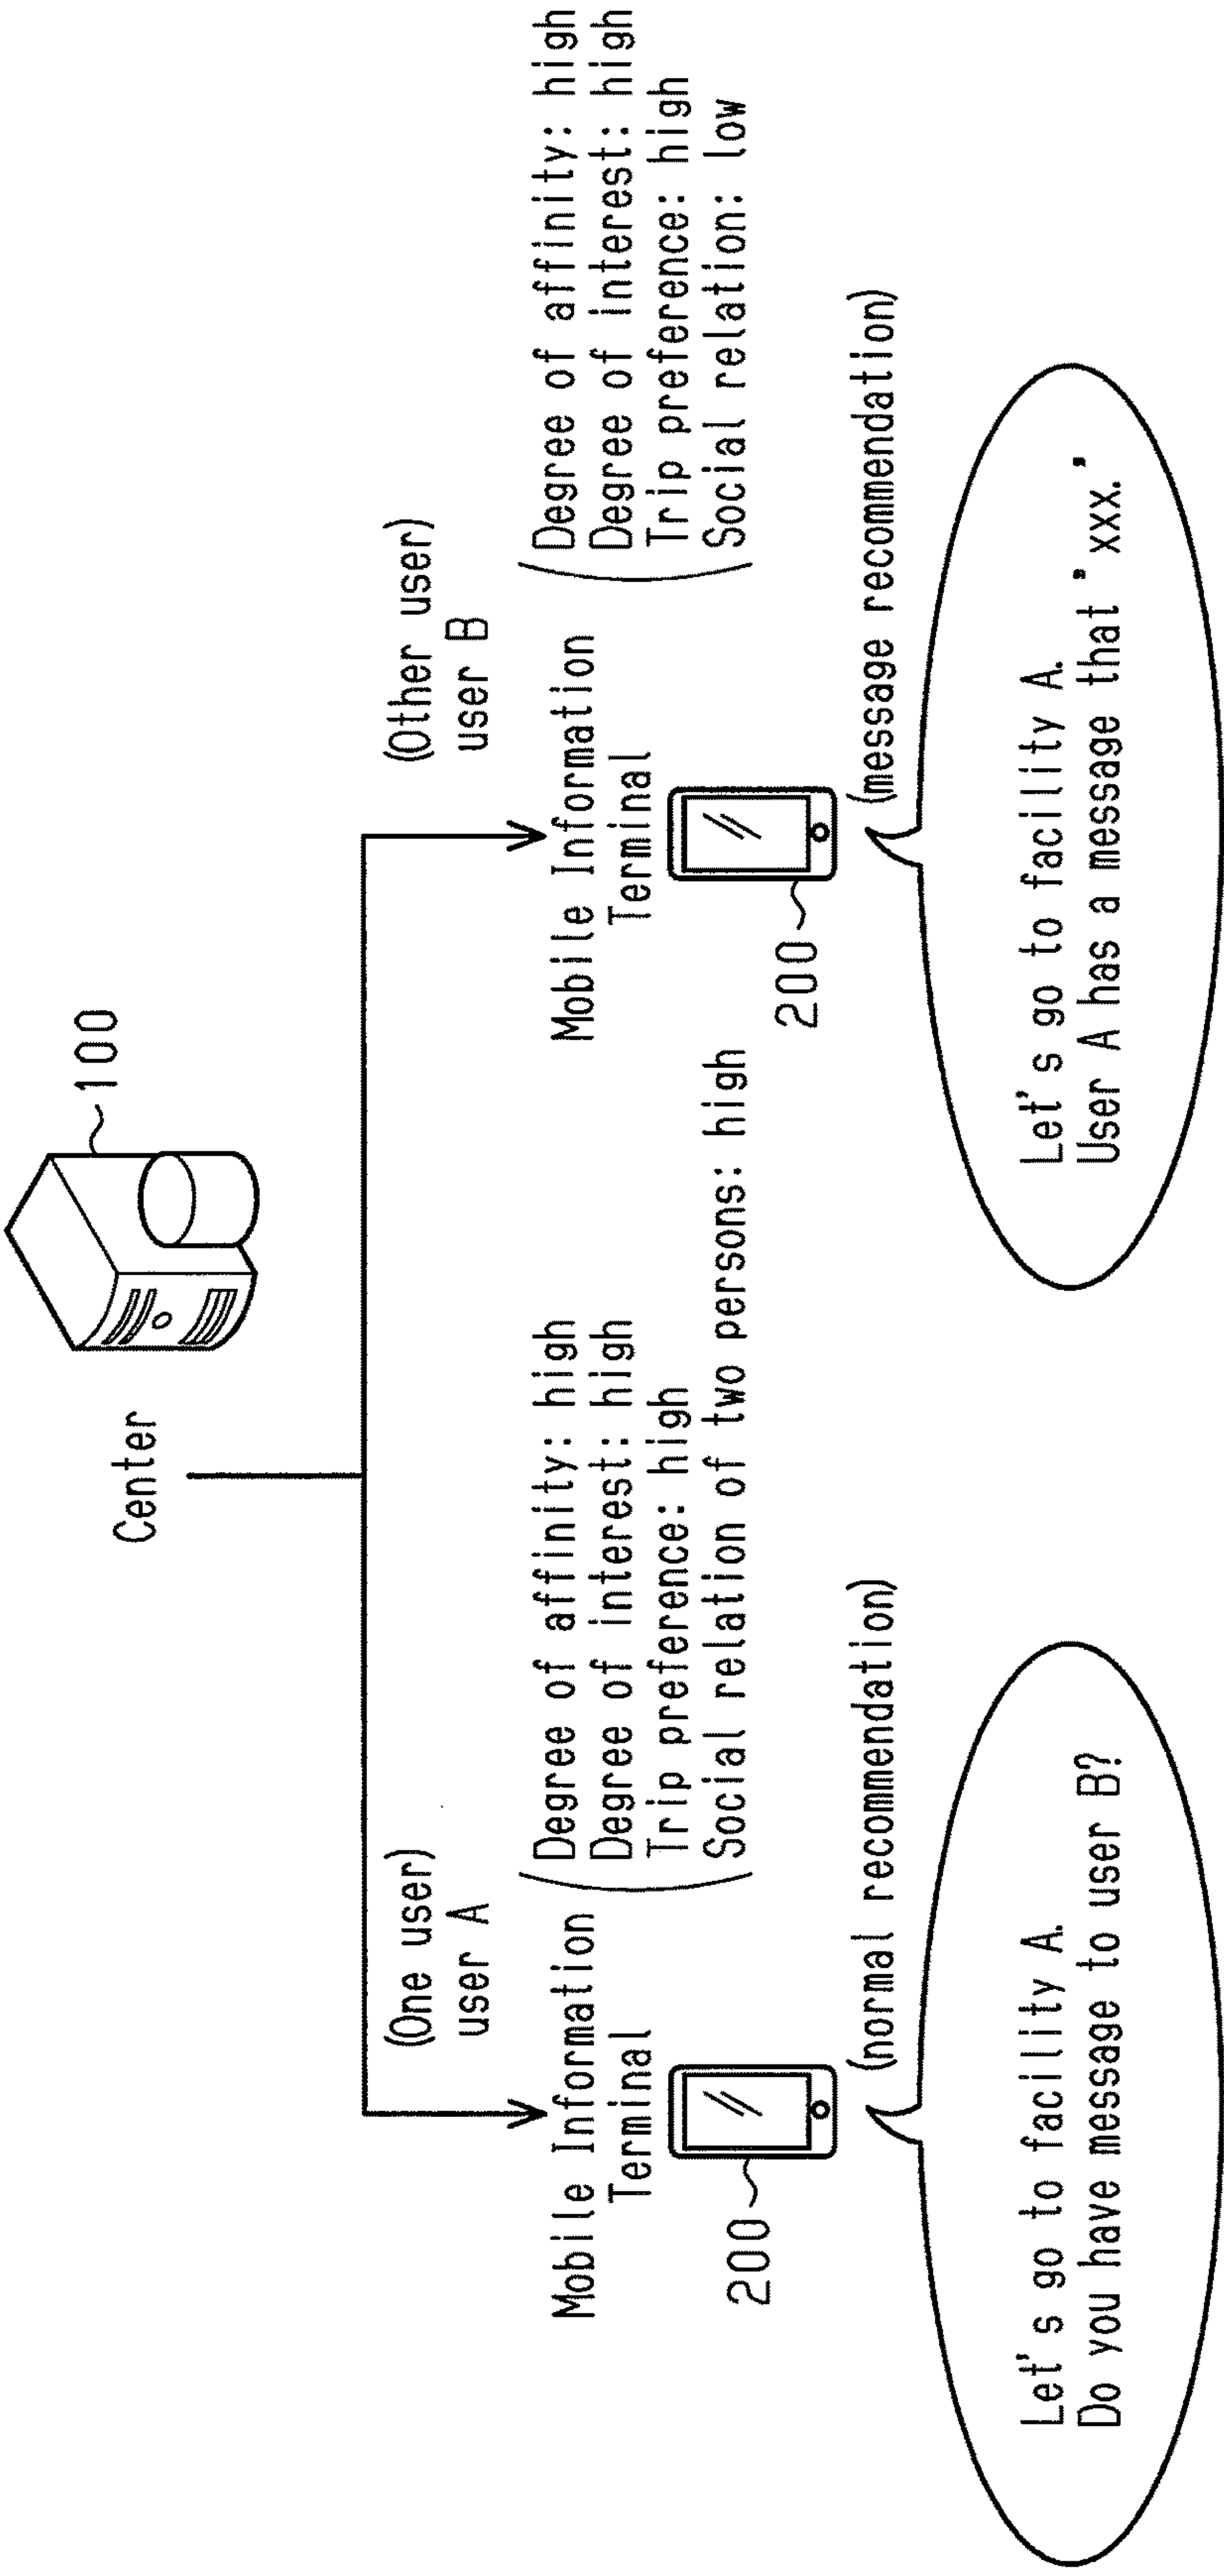 Center
100
(One user)
user A
Mobile Information
Terminal
200
Degree of affinity: high
Degree of interest: high
Trip preference: high
Social relation of two persons: high
(normal recommendation)
Let's go to facility A.
Do you have message to user B?
(Other user)
user B
Mobile Information
Terminal
200
Degree of affinity: high
Degree of interest: high
Trip preference: high
Social relation: low
(message recommendation)
Let's go to facility A.
User A has a message that 'xxx.'